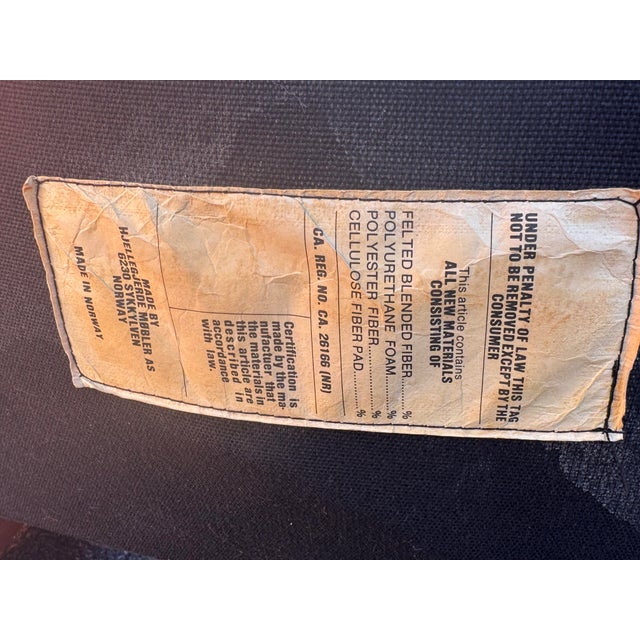 UNDER PENALTY OF LAW THIS TAG
NOT TO BE REMOVED EXCEPT BY THE
CONSUMER
This article contains
ALL NEW MATERIALS
CONSISTING OF
FELTED BLENDED FIBER..........%
POLYURETHANE FOAM..........%
POLYESTER FIBER..........%
CELLULOSE FIBER PAD..........%
CA. REG. NO. CA. 26166 (NR)
Certification is
made by the ma-
nufactuer that
the materials in
this article are
described in
accordance
with law.
MADE BY
HJELLEGJERDE MØBLER AS
6230 SYKKYLVEN
NORWAY
MADE IN NORWAY